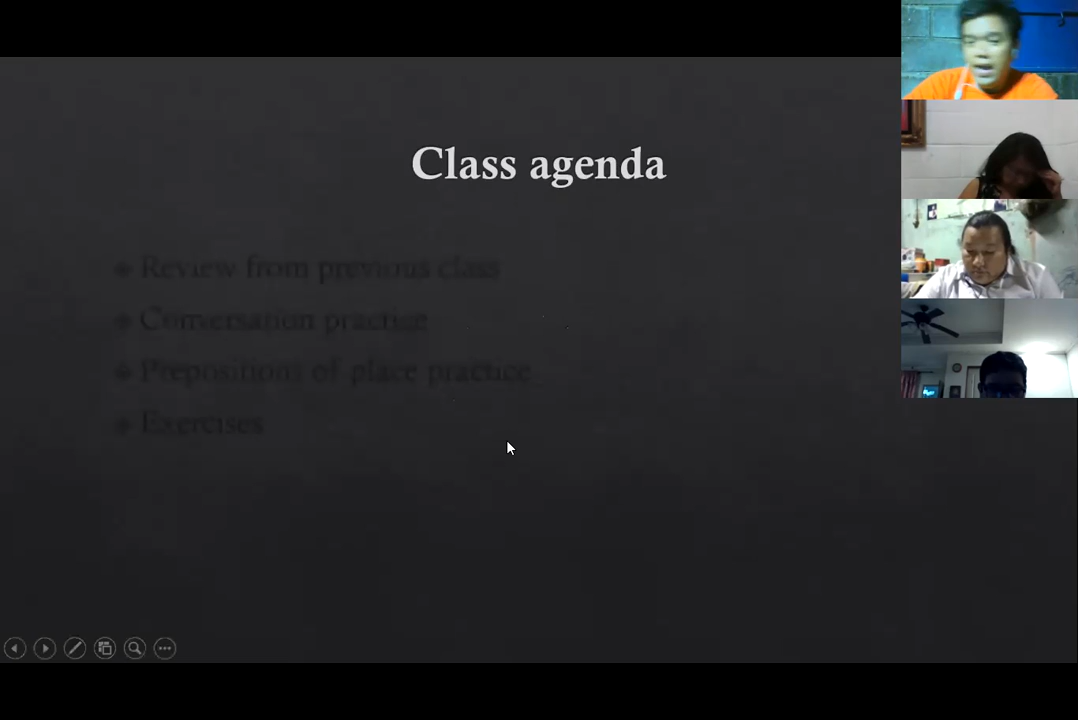 Class agenda
Review from previous class
Conversation practice
Prepositions of place practice
Exercises